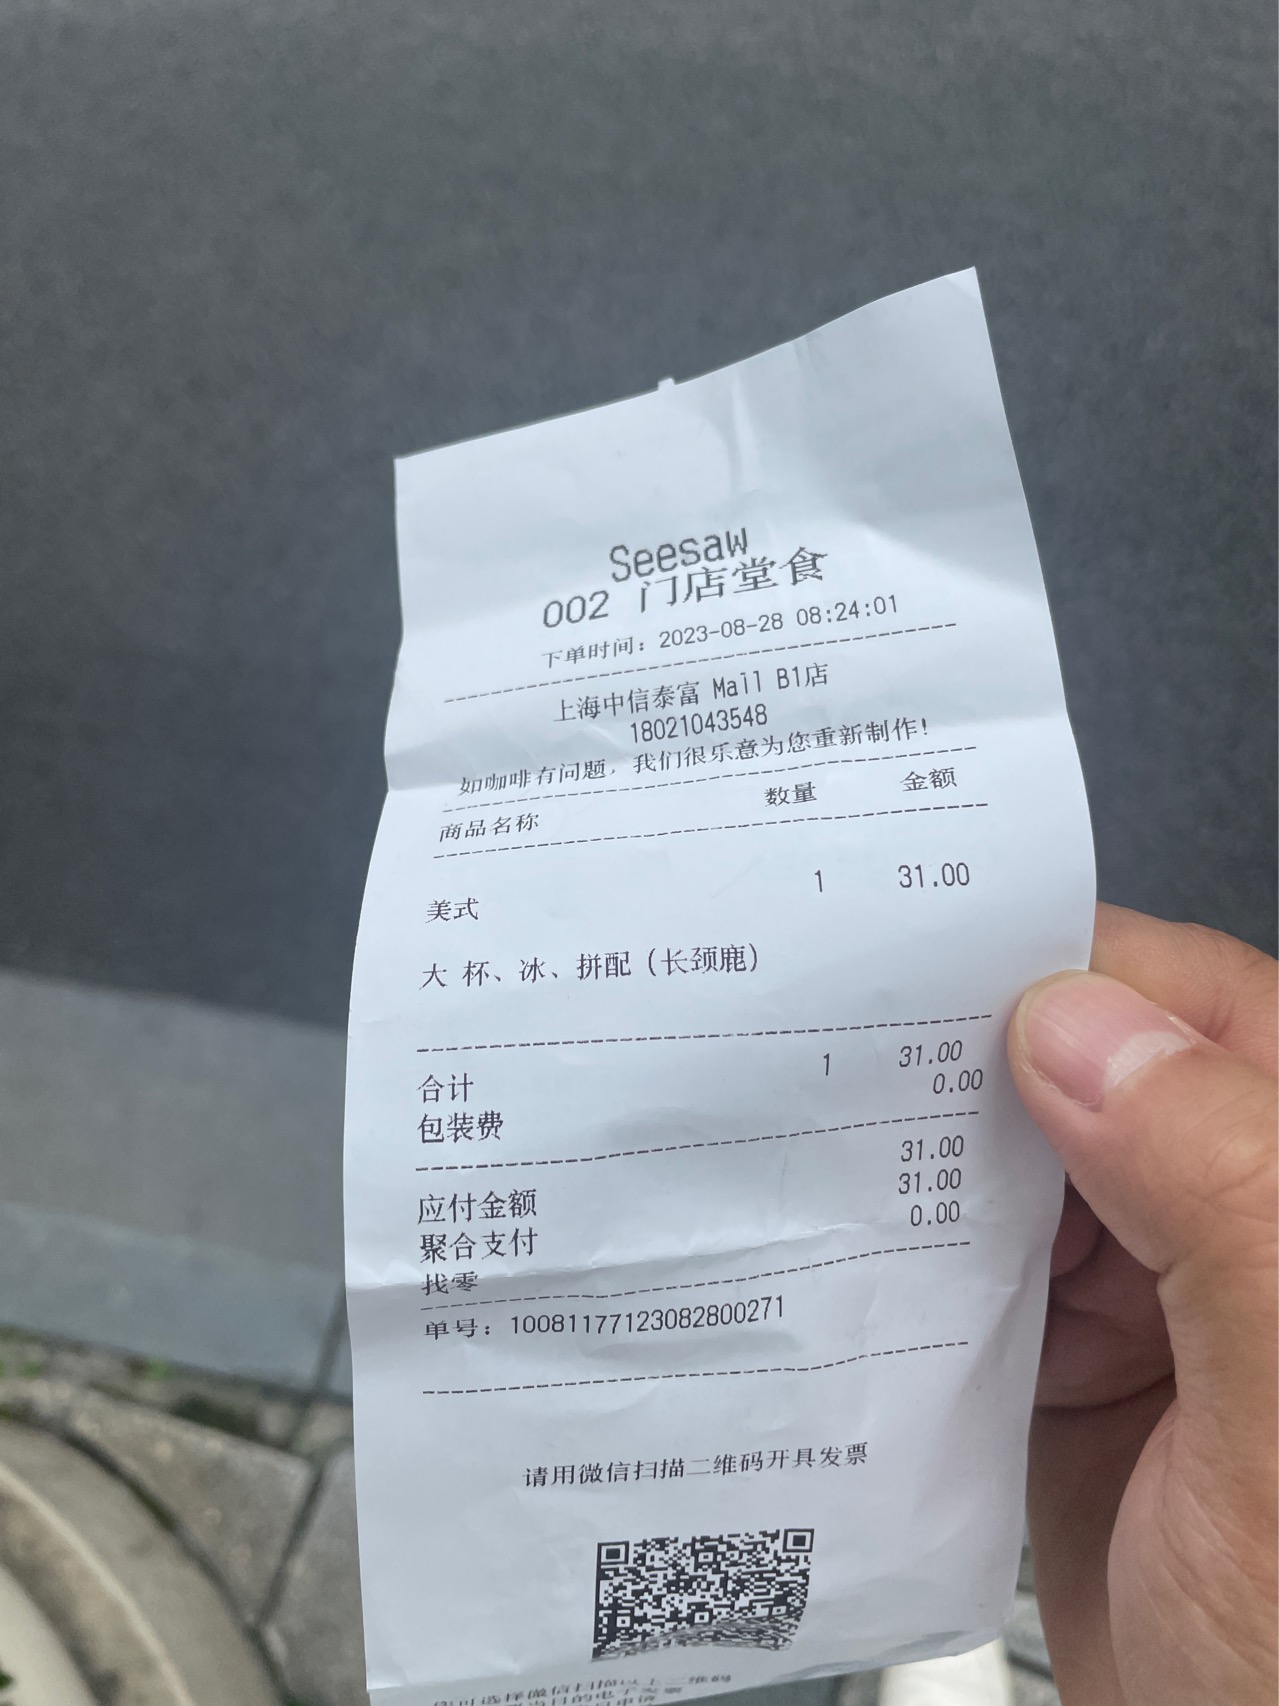 Seesaw
002 门店堂食
下单时间：2023-08-28 08:24:01
上海中信泰富 Mall B1店
18021043548
如咖啡有问题，我们很乐意为您重新制作！
商品名称 数量 金额
美式 1 31.00
大 杯、冰、拼配（长颈鹿）
合计 1 31.00
包装费 0.00
应付金额 31.00
聚合支付 31.00
找零 0.00
单号：10081177123082800271
请用微信扫描二维码开具发票